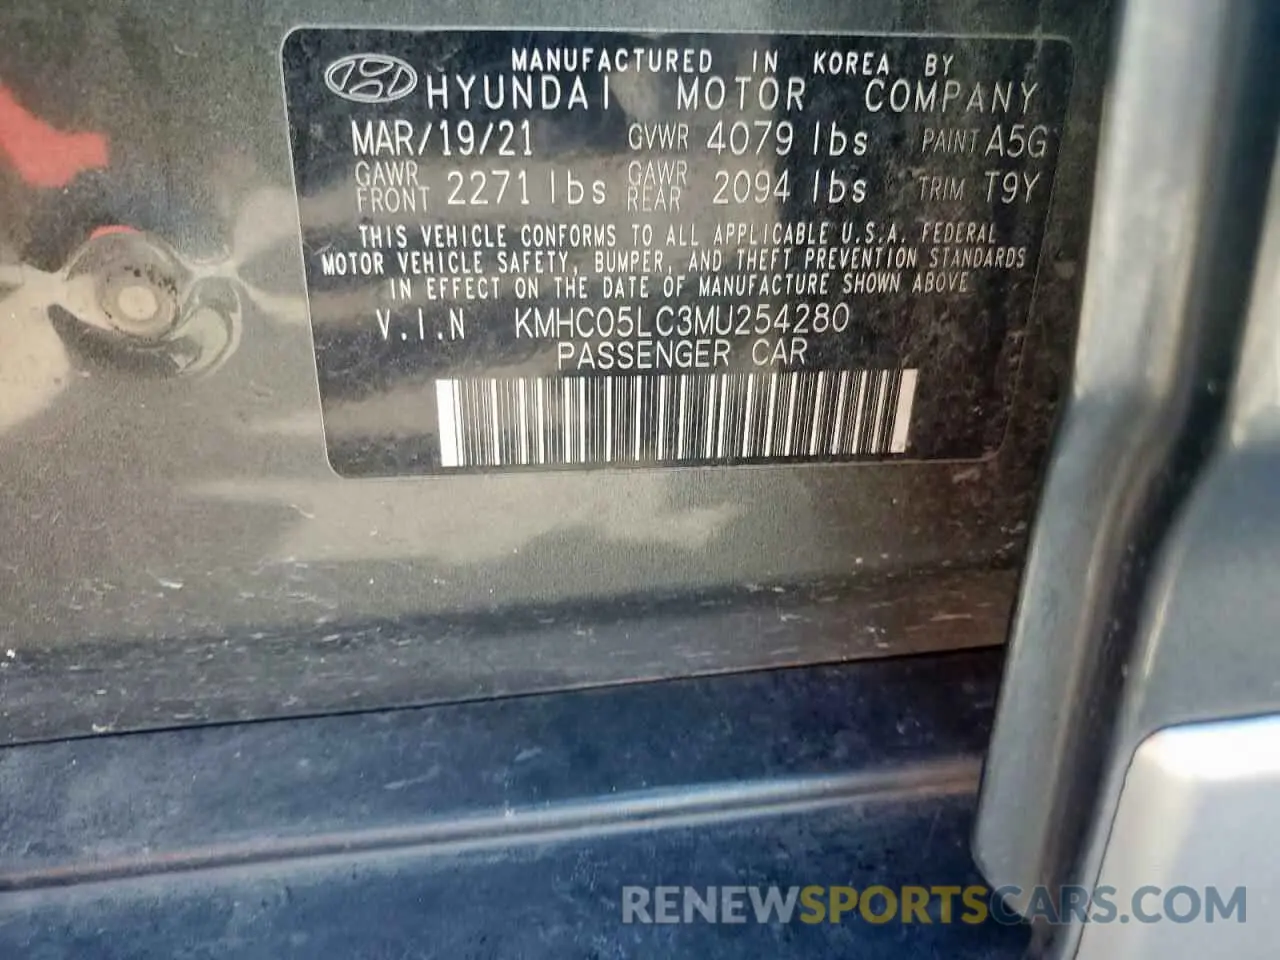 MANUFACTURED IN KOREA BY
HYUNDAI MOTOR COMPANY
MAR/19/21 GVWR 4079 lbs PAINT A5G
GAWR FRONT 2271 lbs GAWR REAR 2094 lbs TRIM T9Y
THIS VEHICLE CONFORMS TO ALL APPLICABLE U.S.A. FEDERAL
MOTOR VEHICLE SAFETY, BUMPER, AND THEFT PREVENTION STANDARDS
IN EFFECT ON THE DATE OF MANUFACTURE SHOWN ABOVE
V.I.N KMHC05LC3MU254280
PASSENGER CAR
RENEWSPORTSCARS.COM